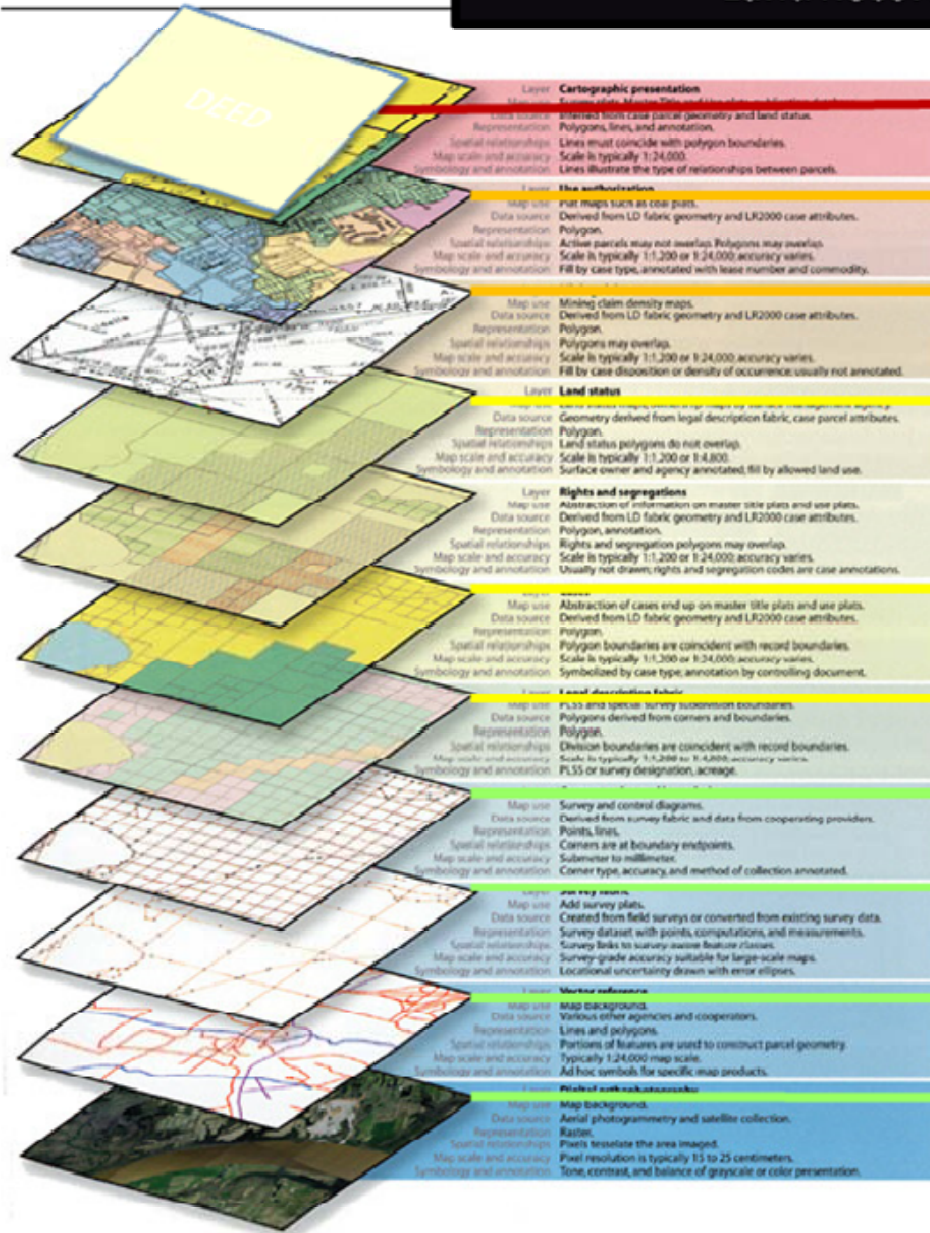 DEED
Layer Cartographic presentation
Data source Inferred from case parcel geometry and land status.
Representation Polygons, lines, and annotation.
Spatial relationships Lines must coincide with polygon boundaries.
Map scale and accuracy Scale is typically 1:24,000.
Symbology and annotation Lines illustrate the type of relationships between parcels.
Layer Use authorization
Map use Plat maps such as coal plats.
Data source Derived from LD fabric geometry and LR2000 case attributes.
Representation Polygon.
Spatial relationships Active parcels may not overlap. Polygons may overlap.
Map scale and accuracy Scale is typically 1:1,200 or 1:24,000; accuracy varies.
Symbology and annotation Fill by case type, annotated with lease number and commodity.
Map use Mining claim density maps.
Data source Derived from LD fabric geometry and LR2000 case attributes.
Representation Polygon.
Spatial relationships Polygons may overlap.
Map scale and accuracy Scale is typically 1:1,200 or 1:24,000; accuracy varies.
Symbology and annotation Fill by case disposition or density of occurrence; usually not annotated.
Layer Land status
Data source Geometry derived from legal description fabric, case parcel attributes.
Representation Polygon.
Spatial relationships Land status polygons do not overlap.
Map scale and accuracy Scale is typically 1:1,200 or 1:4,800.
Symbology and annotation Surface owner and agency annotated, fill by allowed land use.
Layer Rights and segregations
Map use Abstraction of information on master title plats and use plats.
Data source Derived from LD fabric geometry and LR2000 case attributes.
Representation Polygon, annotation.
Spatial relationships Rights and segregation polygons may overlap.
Map scale and accuracy Scale is typically 1:1,200 or 1:24,000; accuracy varies.
Symbology and annotation Usually not drawn; rights and segregation codes are case annotations.
Map use Abstraction of cases end up on master title plats and use plats.
Data source Derived from LD fabric geometry and LR2000 case attributes.
Representation Polygon.
Spatial relationships Polygon boundaries are coincident with record boundaries.
Map scale and accuracy Scale is typically 1:1,200 or 1:24,000; accuracy varies.
Symbology and annotation Symbolized by case type; annotation by controlling document.
Layer Legal description fabric
Map use PLSS and special survey subdivision boundaries.
Data source Polygons derived from corners and boundaries.
Representation Polygon.
Spatial relationships Division boundaries are coincident with record boundaries.
Map scale and accuracy Scale is typically 1:1,200 to 1:4,800; accuracy varies.
Symbology and annotation PLSS or survey designation, acreage.
Map use Survey and control diagrams.
Data source Derived from survey fabric and data from cooperating providers.
Representation Points, lines.
Spatial relationships Corners are at boundary endpoints.
Map scale and accuracy Submeter to millimeter.
Symbology and annotation Corner type, accuracy, and method of collection annotated.
Layer Survey fabric
Map use Add survey plats.
Data source Created from field surveys or converted from existing survey data.
Representation Survey dataset with points, computations, and measurements.
Spatial relationships Survey links to survey-aware feature classes.
Map scale and accuracy Survey-grade accuracy suitable for large-scale maps.
Symbology and annotation Locational uncertainty drawn with error ellipses.
Layer Vector reference
Map use Map background.
Data source Various other agencies and cooperators.
Representation Lines and polygons.
Spatial relationships Portions of features are used to construct parcel geometry.
Map scale and accuracy Typically 1:24,000 map scale.
Symbology and annotation Ad hoc symbols for specific map products.
Map use Map background.
Data source Aerial photogrammetry and satellite collection.
Representation Raster.
Spatial relationships Pixels tesselate the area imaged.
Map scale and accuracy Pixel resolution is typically 15 to 25 centimeters.
Symbology and annotation Tone, contrast, and balance of grayscale or color presentation.